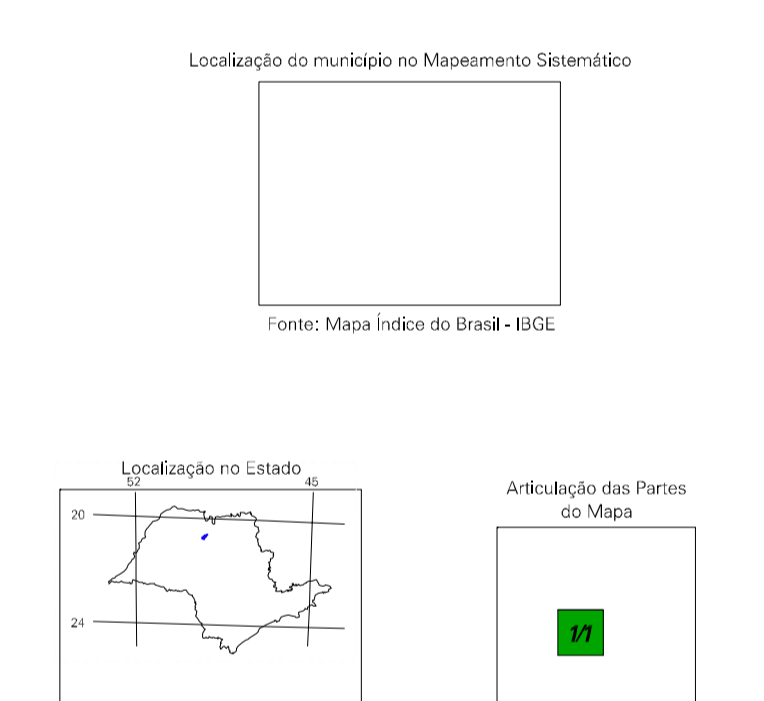 Localização do município no Mapeamento Sistemático
Fonte: Mapa Índice do Brasil - IBGE
Localização no Estado
52 45
20
24
Articulação das Partes
do Mapa
1/1